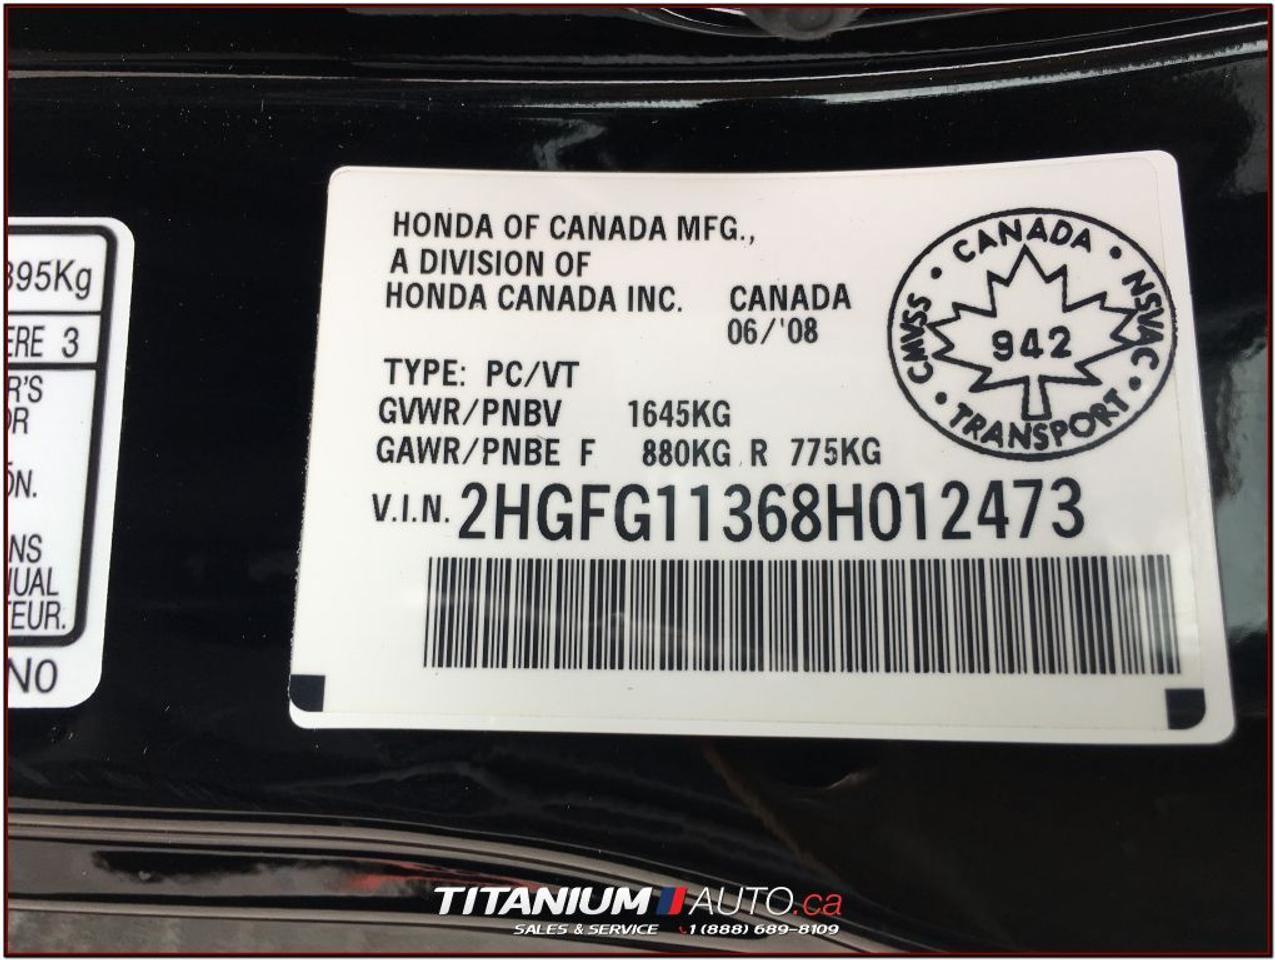 395Kg
ERE 3
R'S
OR
ON.
NS
UAL
TEUR.
NO
HONDA OF CANADA MFG.,
A DIVISION OF
HONDA CANADA INC. CANADA
06/'08
TYPE: PC/VT
GVWR/PNBV 1645KG
GAWR/PNBE F 880KG R 775KG
V.I.N. 2HGFG11368H012473
• CANADA •
NSVAC •
TRANSPORT •
CMVSS
942
TITANIUM AUTO.ca
SALES & SERVICE 1 (888) 689-8109